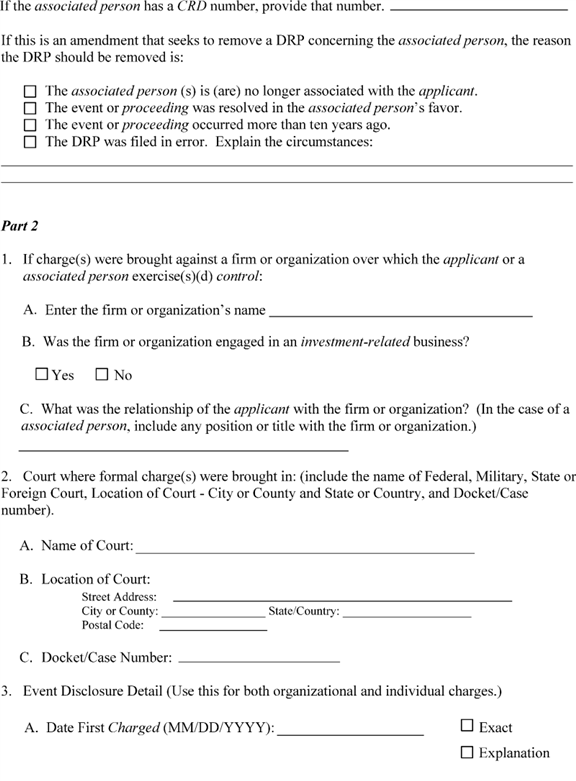 If the associated person has a CRD number, provide that number. ____________________
If this is an amendment that seeks to remove a DRP concerning the associated person, the reason
the DRP should be removed is:
☐ The associated person (s) is (are) no longer associated with the applicant.
☐ The event or proceeding was resolved in the associated person's favor.
☐ The event or proceeding occurred more than ten years ago.
☐ The DRP was filed in error. Explain the circumstances:
Part 2
1. If charge(s) were brought against a firm or organization over which the applicant or a
associated person exercise(s)(d) control:
A. Enter the firm or organization's name ____________________
B. Was the firm or organization engaged in an investment-related business?
☐ Yes ☐ No
C. What was the relationship of the applicant with the firm or organization? (In the case of a
associated person, include any position or title with the firm or organization.)
2. Court where formal charge(s) were brought in: (include the name of Federal, Military, State or
Foreign Court, Location of Court - City or County and State or Country, and Docket/Case
number).
A. Name of Court: ____________________
B. Location of Court:
Street Address: ____________________
City or County: ____________ State/Country: ____________
Postal Code: ____________
C. Docket/Case Number: ____________________
3. Event Disclosure Detail (Use this for both organizational and individual charges.)
A. Date First Charged (MM/DD/YYYY): ____________________ ☐ Exact
☐ Explanation